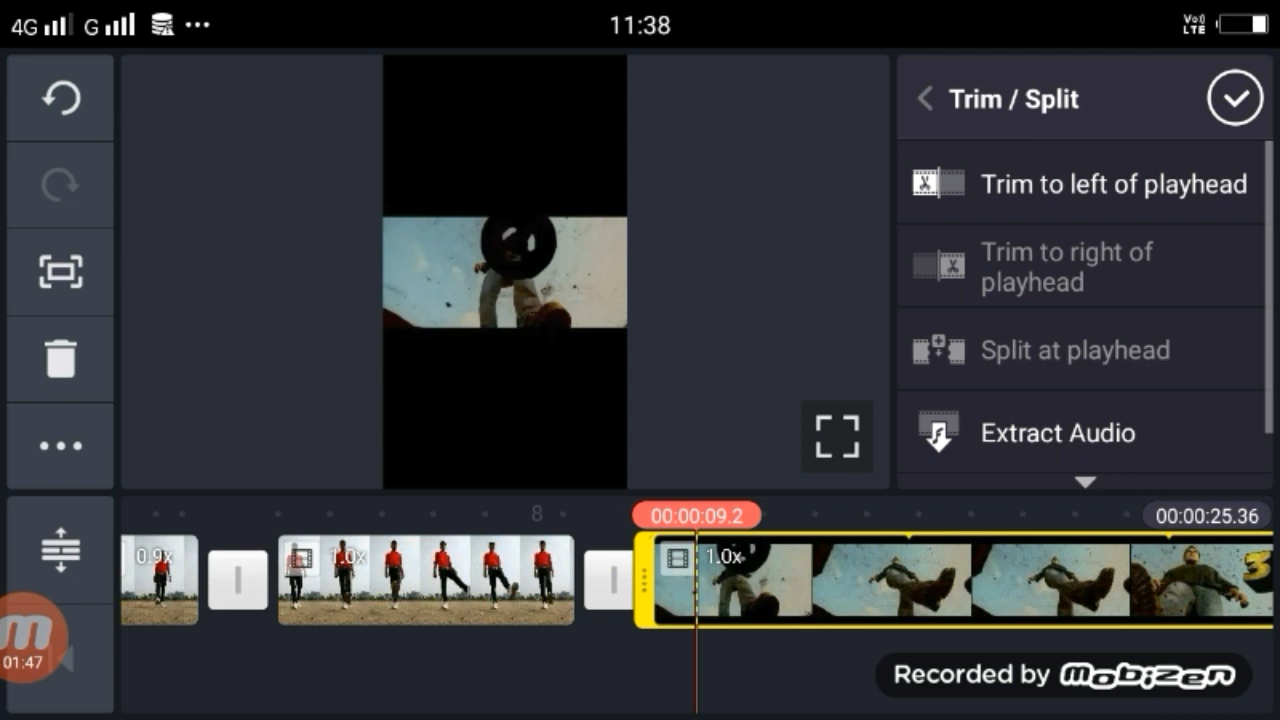 4G G 11:38 Vo)) LTE
Trim / Split
Trim to left of playhead
Trim to right of
playhead
Split at playhead
Extract Audio
8 00:00:09.2 00:00:25.36
0.9x 1.0x 1.0x
01:47
Recorded by mobizen